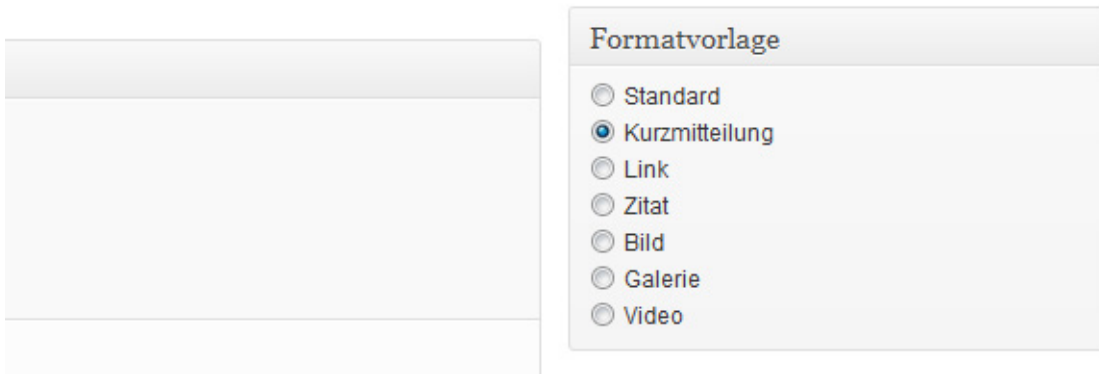 Formatvorlage
Standard
Kurzmitteilung
Link
Zitat
Bild
Galerie
Video